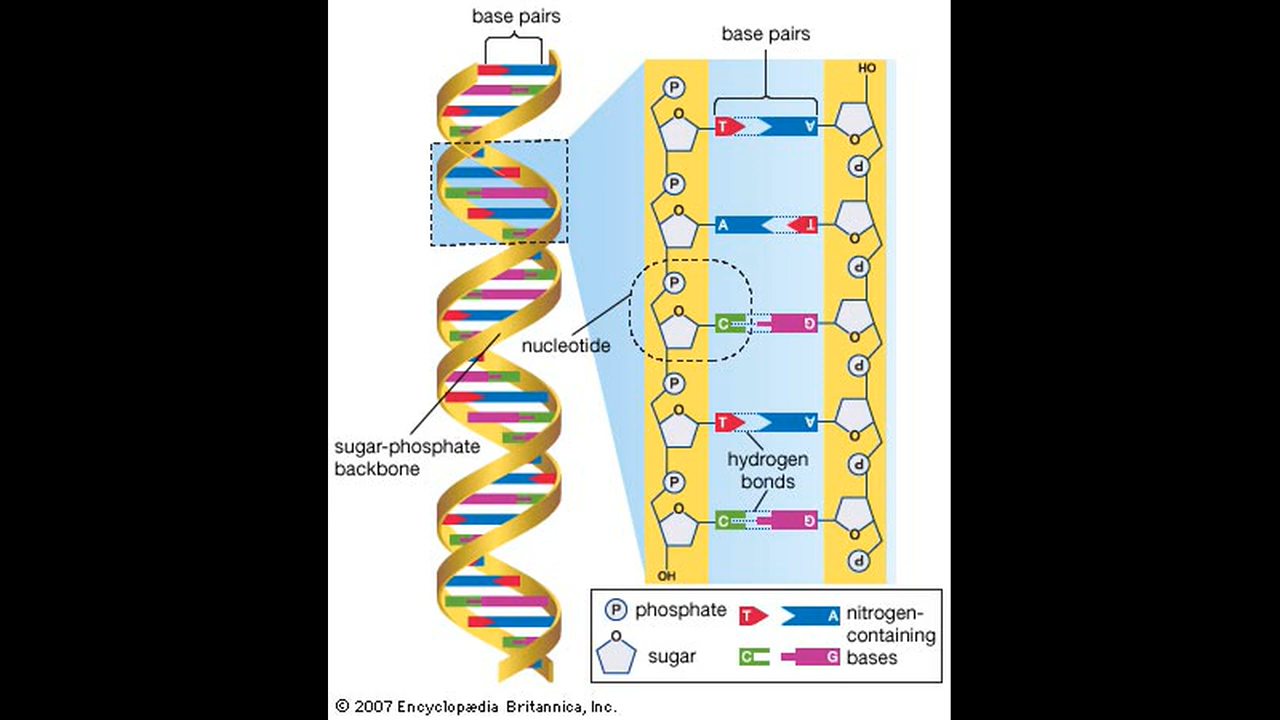 base pairs
base pairs
HO
P
O
T A
O
P
P
O
A T
O
P
P
O
C G
O
nucleotide
P
P
O
T A
O
sugar-phosphate
backbone
hydrogen
bonds
P
P
O
C G
O
P
OH
P phosphate T A nitrogen-
containing
O sugar C G bases
© 2007 Encyclopædia Britannica, Inc.